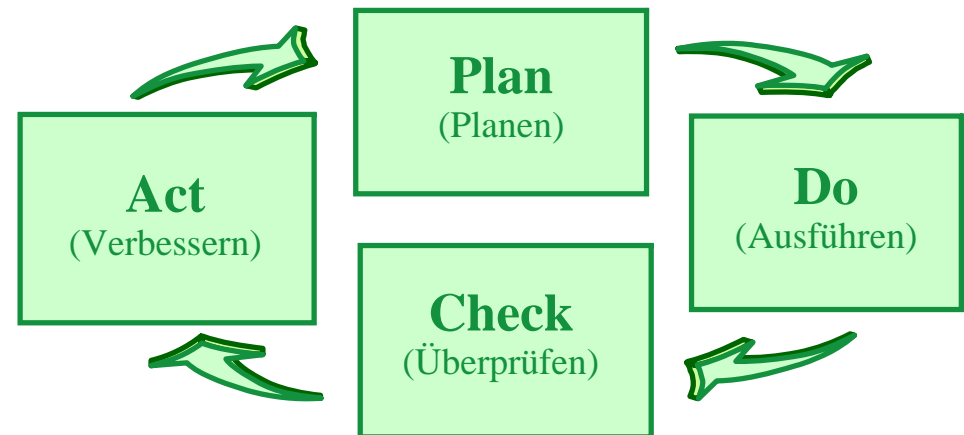 Plan
(Planen)
Do
(Ausführen)
Check
(Überprüfen)
Act
(Verbessern)